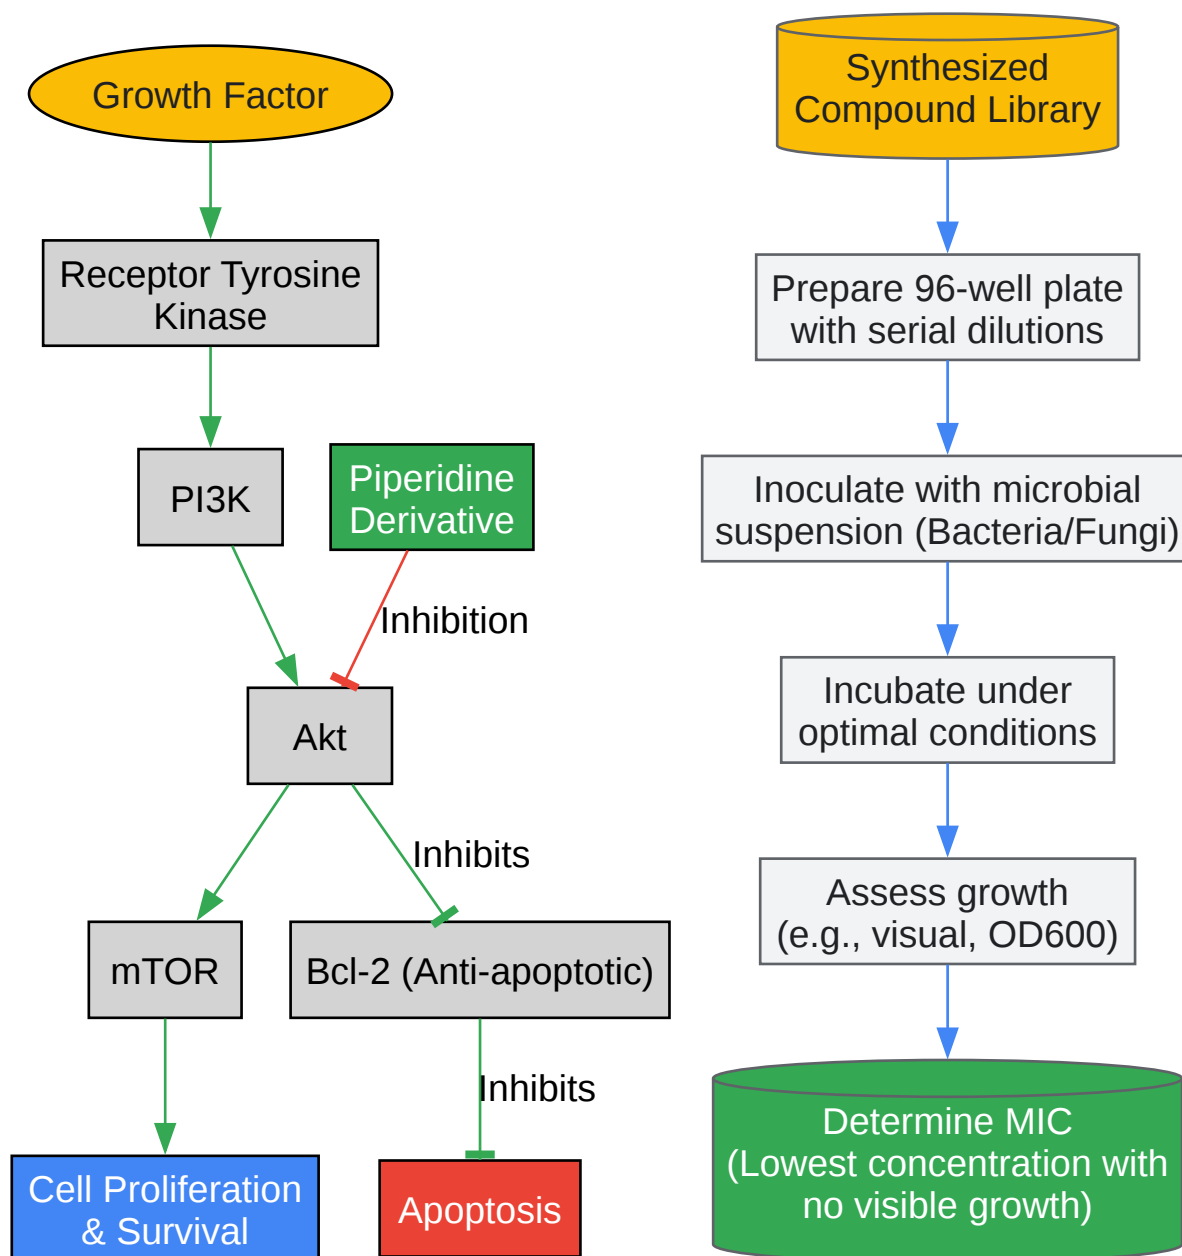 Growth Factor
Receptor Tyrosine
Kinase
PI3K
Piperidine
Derivative
Inhibition
Akt
Inhibits
mTOR
Bcl-2 (Anti-apoptotic)
Inhibits
Cell Proliferation
& Survival
Apoptosis
Synthesized
Compound Library
Prepare 96-well plate
with serial dilutions
Inoculate with microbial
suspension (Bacteria/Fungi)
Incubate under
optimal conditions
Assess growth
(e.g., visual, OD600)
Determine MIC
(Lowest concentration with
no visible growth)